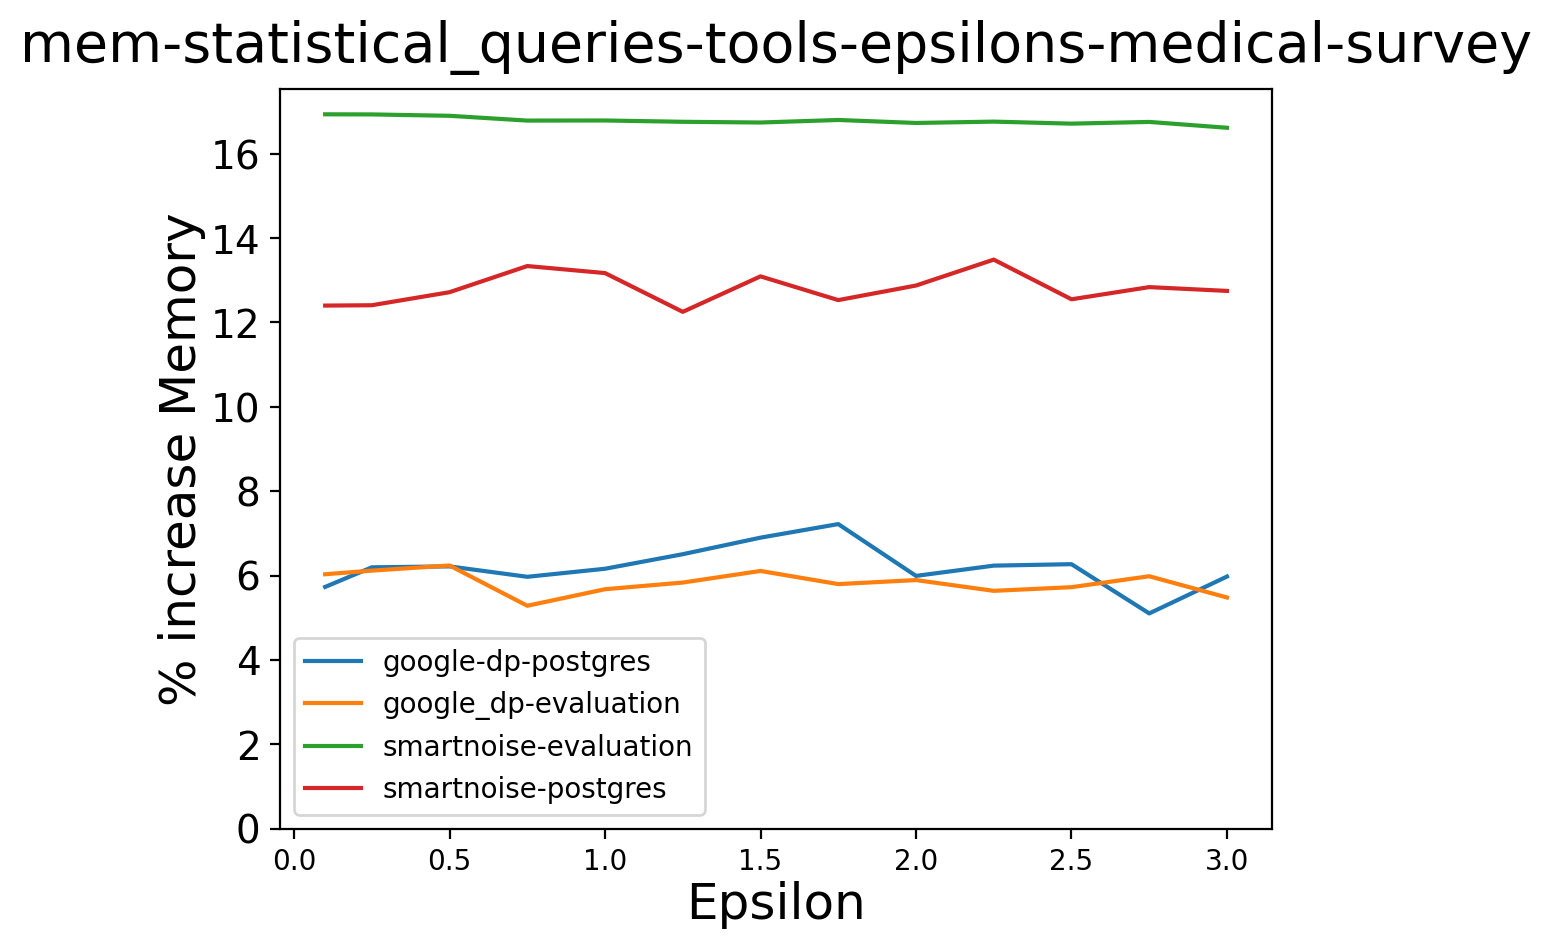 mem-statistical_queries-tools-epsilons-medical-survey
% increase Memory
16
14
12
10
8
6
4
2
0
google-dp-postgres
google_dp-evaluation
smartnoise-evaluation
smartnoise-postgres
0.0 0.5 1.0 1.5 2.0 2.5 3.0
Epsilon